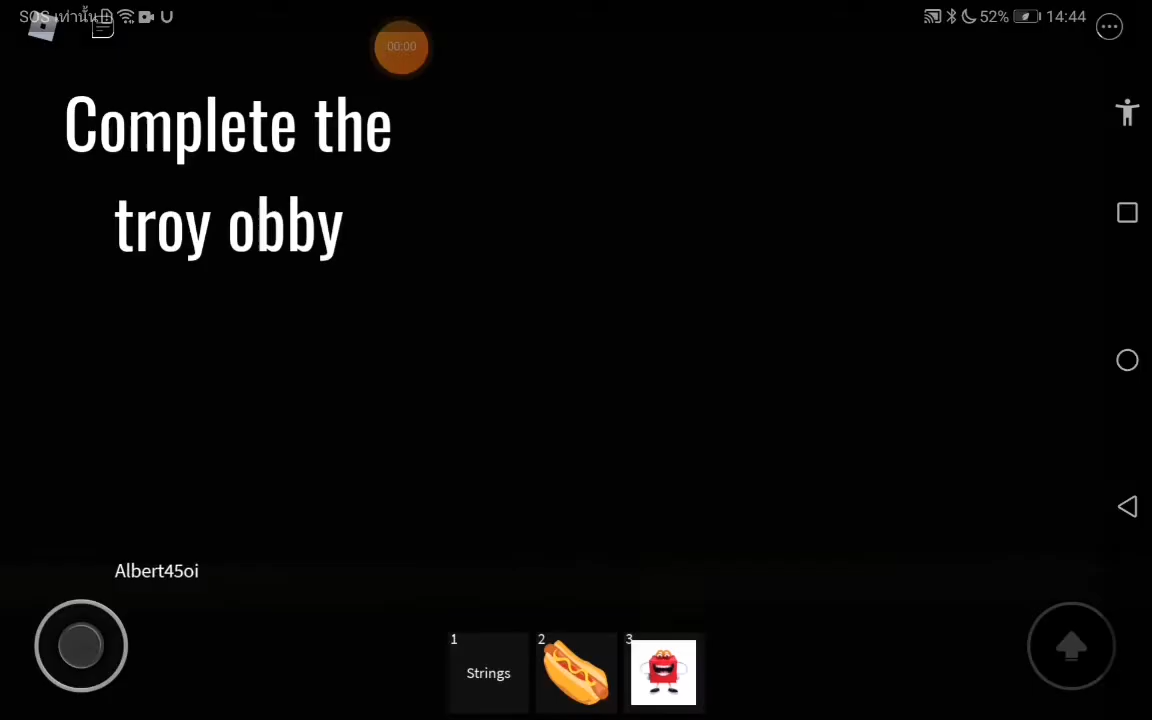 SOS เท่านั้น
52%
14:44
00:00
Complete the
troy obby
Albert45oi
1
Strings
2
3